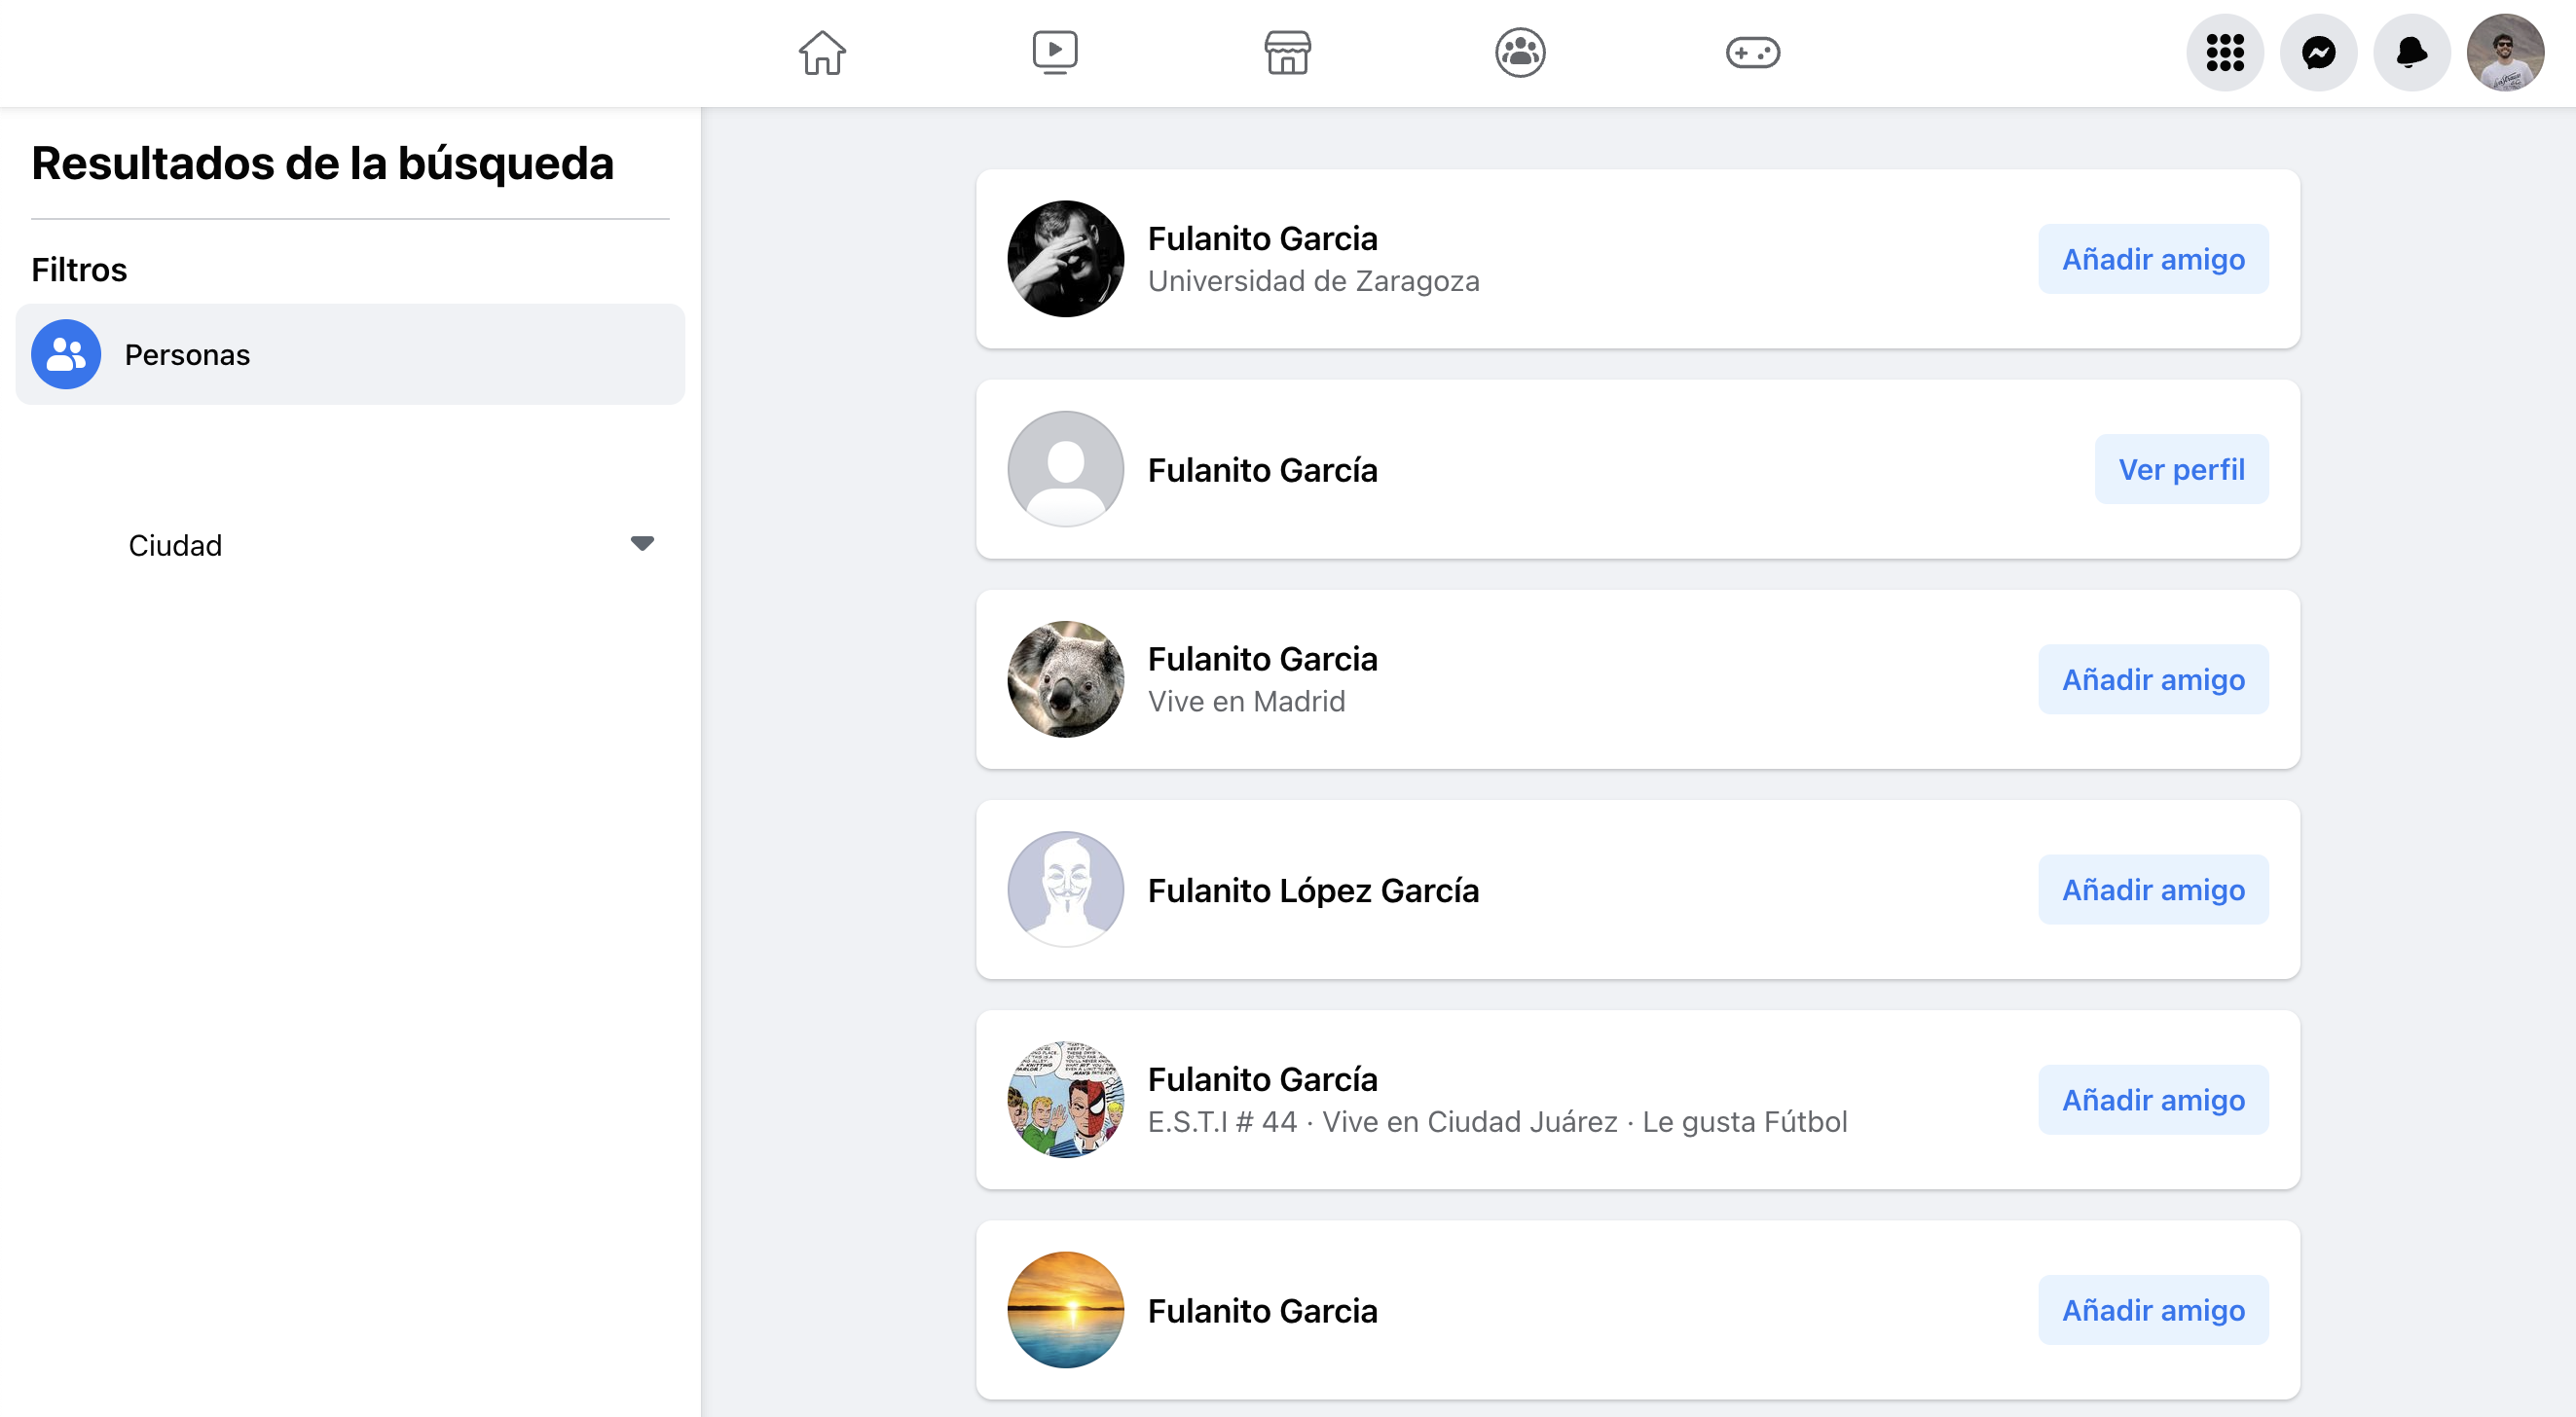 Resultados de la búsqueda
Filtros
Personas
Ciudad
Fulanito Garcia
Universidad de Zaragoza
Añadir amigo
Fulanito García
Ver perfil
Fulanito Garcia
Vive en Madrid
Añadir amigo
Fulanito López García
Añadir amigo
Fulanito García
E.S.T.I # 44 · Vive en Ciudad Juárez · Le gusta Fútbol
Añadir amigo
Fulanito Garcia
Añadir amigo